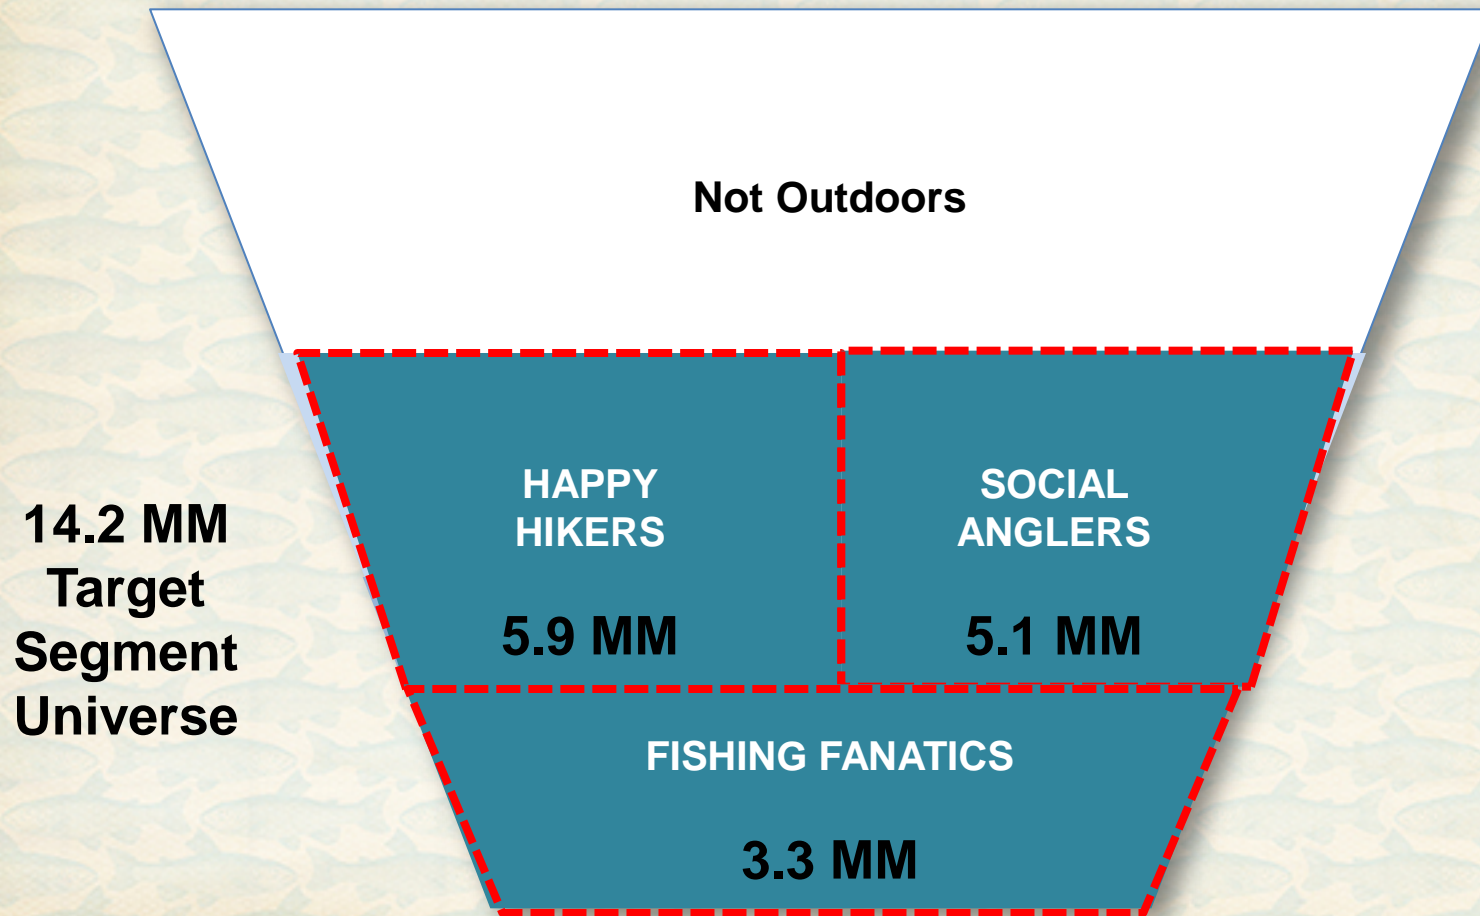 Not Outdoors
HAPPY
HIKERS
5.9 MM
SOCIAL
ANGLERS
5.1 MM
14.2 MM
Target
Segment
Universe
FISHING FANATICS
3.3 MM